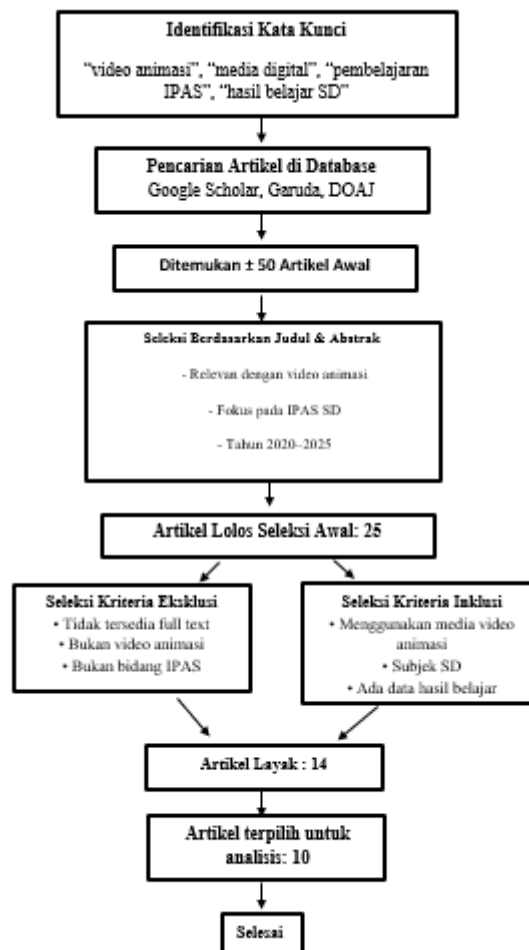 Identifikasi Kata Kunci
“video animasi”, “media digital”, “pembelajaran
IPAS”, “hasil belajar SD”
Pencarian Artikel di Database
Google Scholar, Garuda, DOAJ
Ditemukan ± 50 Artikel Awal
Seleksi Berdasarkan Judul & Abstrak
- Relevan dengan video animasi
- Fokus pada IPAS SD
- Tahun 2020–2025
Artikel Lolos Seleksi Awal: 25
Seleksi Kriteria Eksklusi
• Tidak tersedia full text
• Bukan video animasi
• Bukan bidang IPAS
Seleksi Kriteria Inklusi
• Menggunakan media video
animasi
• Subjek SD
• Ada data hasil belajar
Artikel Layak : 14
Artikel terpilih untuk
analisis: 10
Selesai